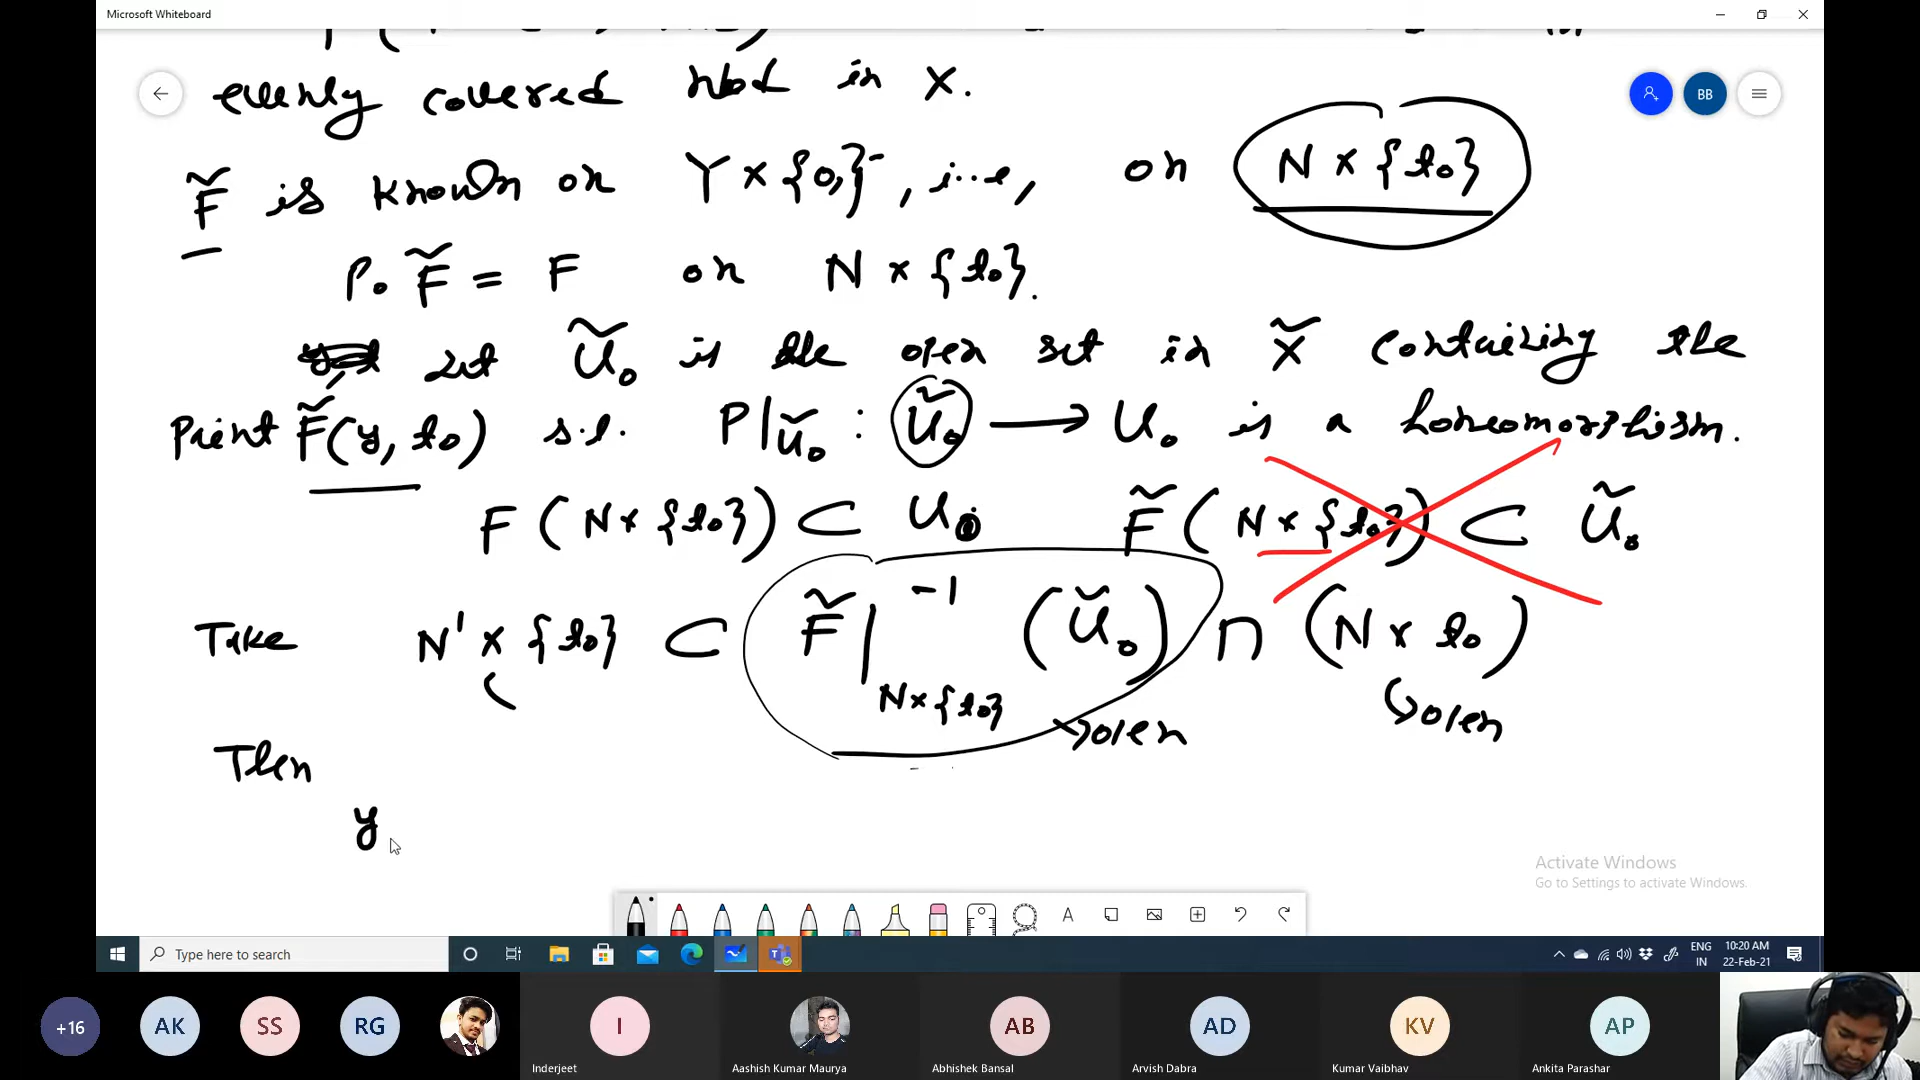 Microsoft Whiteboard
evenly covered nbd in X.
F̃ is known on Y × {0,} , i..e, on N × {t₀}
P∘ F̃ = F on N × {t₀}.
Let Ũ₀ is the open set in X̃ containing the
Point F̃(y, t₀) s.t. P|Ũ₀ : Ũ₀ → U₀ is a homeomorphism.
F (N × {t₀}) ⊂ U₀ F̃ (N × {t₀}) ⊂ Ũ₀
Take N' × {t₀} ⊂ F̃|⁻¹ (Ũ₀) ∩ (N × t₀)
N × {t₀} → open ↳ open
Then
y
BB
Activate Windows
Go to Settings to activate Windows.
A
Type here to search
ENG
IN
10:20 AM
22-Feb-21
+16
AK
SS
RG
I
AB
AD
KV
AP
Inderjeet
Aashish Kumar Maurya
Abhishek Bansal
Arvish Dabra
Kumar Vaibhav
Ankita Parashar